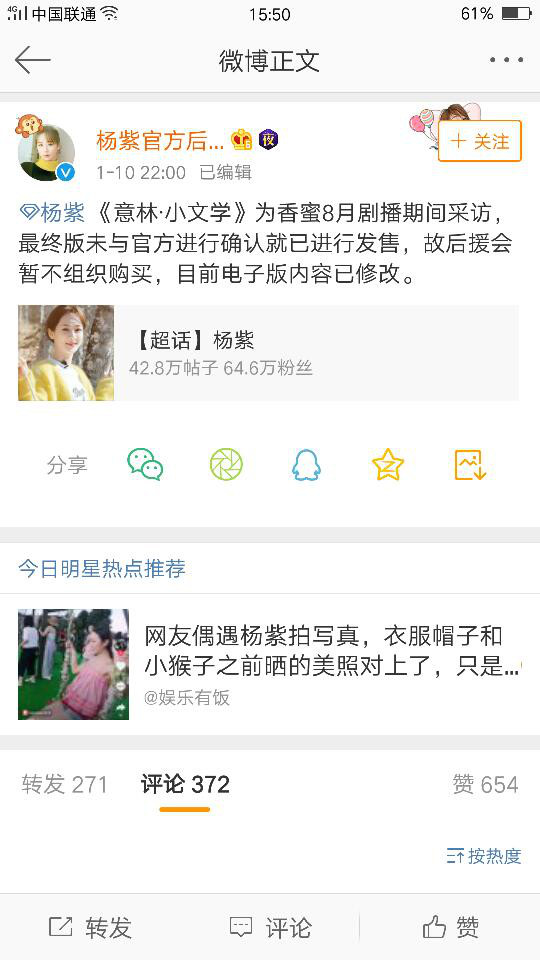 4G 中国联通 15:50 61%
微博正文
杨紫官方后...
夜
+ 关注
1-10 22:00 已编辑
杨紫 《意林·小文学》为香蜜8月剧播期间采访，
最终版未与官方进行确认就已进行发售，故后援会
暂不组织购买，目前电子版内容已修改。
【超话】杨紫
42.8万帖子 64.6万粉丝
分享
今日明星热点推荐
网友偶遇杨紫拍写真，衣服帽子和
小猴子之前晒的美照对上了，只是...
@娱乐有饭
转发 271 评论 372 赞 654
按热度
转发 评论 赞